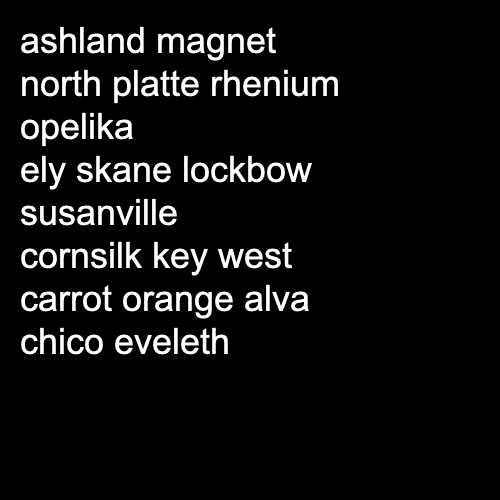 ashland magnet
north platte rhenium
opelika
ely skane lockbow
susanville
cornsilk key west
carrot orange alva
chico eveleth